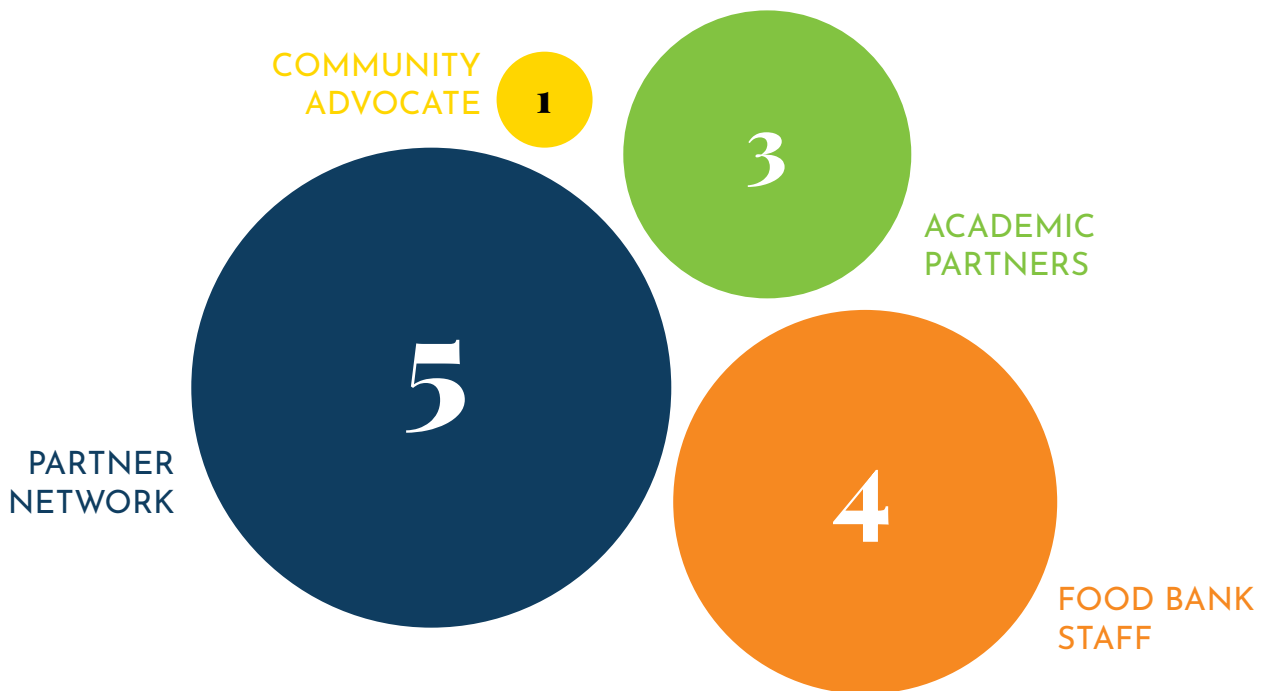 COMMUNITY
ADVOCATE
1
3
ACADEMIC
PARTNERS
5
PARTNER
NETWORK
4
FOOD BANK
STAFF